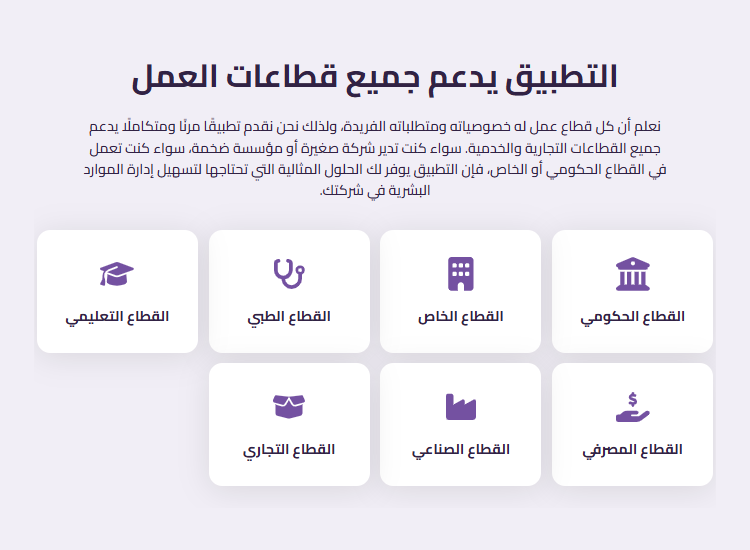 التطبيق يدعم جميع قطاعات العمل
نعلم أن كل قطاع عمل له خصوصياته ومتطلباته الفريدة، ولذلك نحن نقدم تطبيقًا مرنًا ومتكاملًا يدعم
جميع القطاعات التجارية والخدمية. سواء كنت تدير شركة صغيرة أو مؤسسة ضخمة، سواء كنت تعمل
في القطاع الحكومي أو الخاص، فإن التطبيق يوفر لك الحلول المثالية التي تحتاجها لتسهيل إدارة الموارد
البشرية في شركتك.
القطاع الحكومي
القطاع الخاص
القطاع الطبي
القطاع التعليمي
القطاع المصرفي
القطاع الصناعي
القطاع التجاري